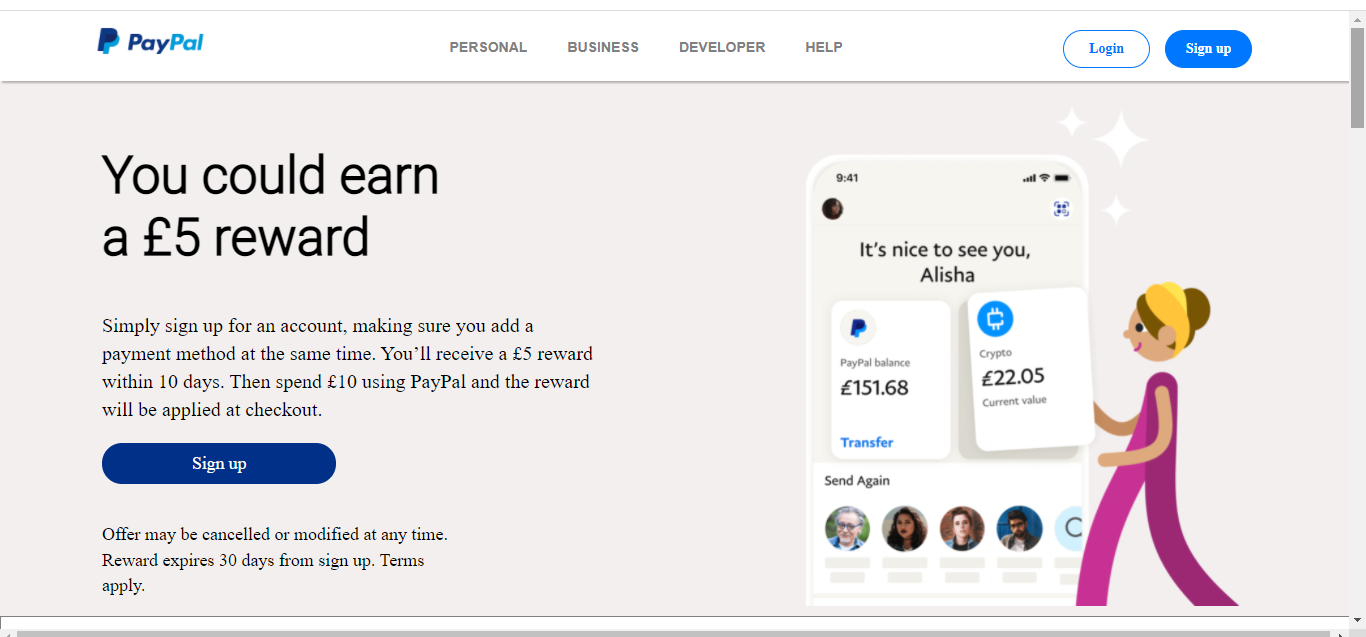 PayPal
PERSONAL
BUSINESS
DEVELOPER
HELP
Login
Sign up
You could earn
a £5 reward
Simply sign up for an account, making sure you add a
payment method at the same time. You’ll receive a £5 reward
within 10 days. Then spend £10 using PayPal and the reward
will be applied at checkout.
Sign up
Offer may be cancelled or modified at any time.
Reward expires 30 days from sign up. Terms
apply.
9:41
It’s nice to see you,
Alisha
PayPal balance
£151.68
Transfer
Crypto
£22.05
Current value
Send Again